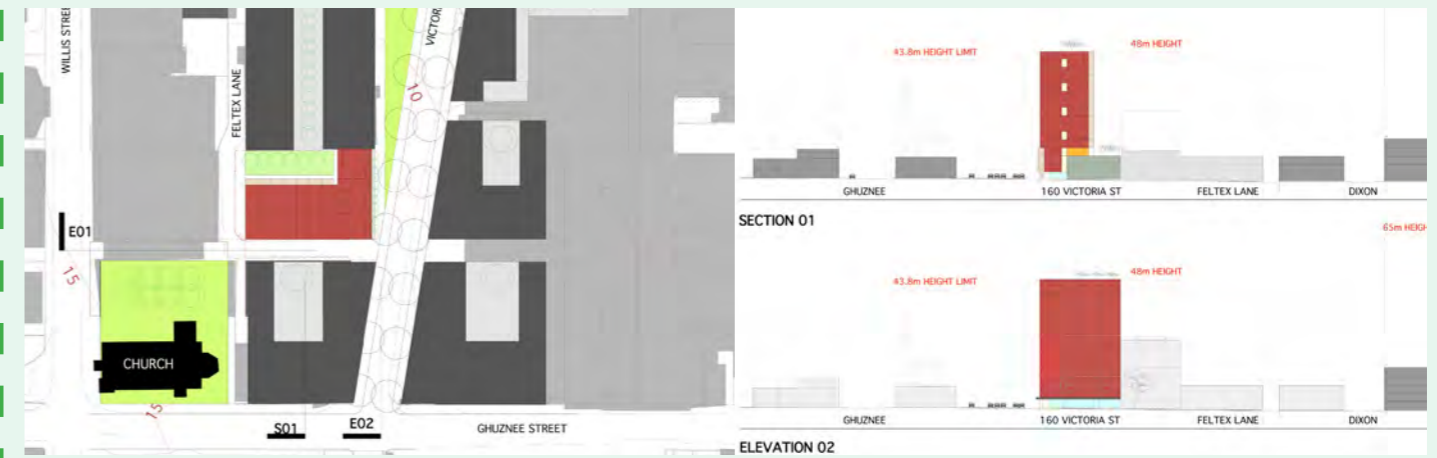 WILLIS STREE
FELTEX LANE
VICTOR
10
E01
15
CHURCH
15
S01
E02
GHUZNEE STREET
43.8m HEIGHT LIMIT
48m HEIGHT
GHUZNEE
160 VICTORIA ST
FELTEX LANE
DIXON
SECTION 01
65m HEIGH
43.8m HEIGHT LIMIT
48m HEIGHT
GHUZNEE
160 VICTORIA ST
FELTEX LANE
DIXON
ELEVATION 02